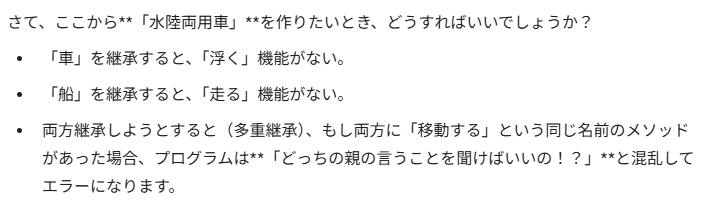 さて、ここから**「水陸両用車」**を作りたいとき、どうすればいいでしょうか？
• 「車」を継承すると、「浮く」機能がない。
• 「船」を継承すると、「走る」機能がない。
• 両方継承しようとすると（多重継承）、もし両方に「移動する」という同じ名前のメソッド
があった場合、プログラムは**「どっちの親の言うことを聞けばいいの！？」**と混乱して
エラーになります。